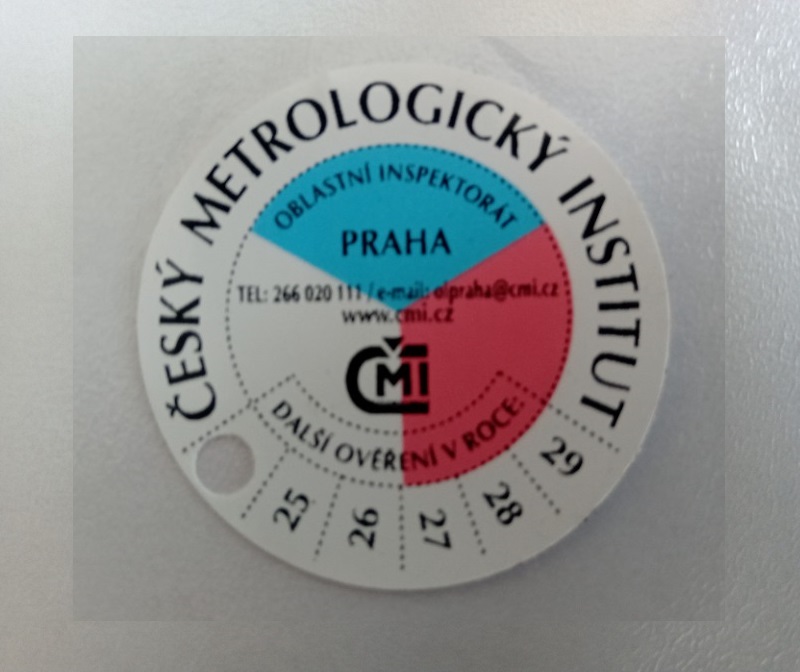 ČESKÝ METROLOGICKÝ INSTITUT
OBLASTNÍ INSPEKTORÁT
PRAHA
TEL: 266 020 111 / e-mail: oipraha@cmi.cz
www.cmi.cz
ČMI
DALŠÍ OVĚŘENÍ V ROCE:
25 26 27 28 29